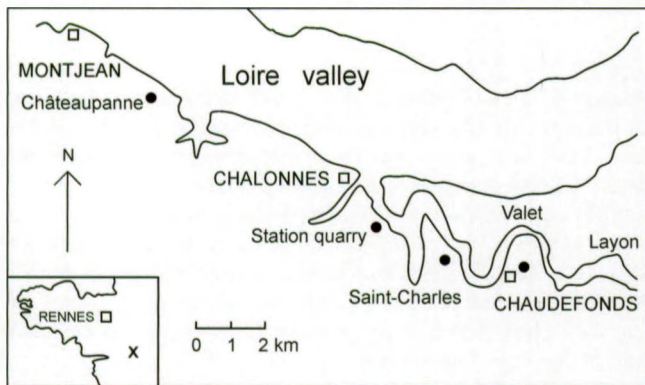 MONTJEAN
Loire valley
Châteaupanne
N
CHALONNES
Valet
Station quarry
Layon
Saint-Charles
CHAUDEFONDS
RENNES
X
0 1 2 km